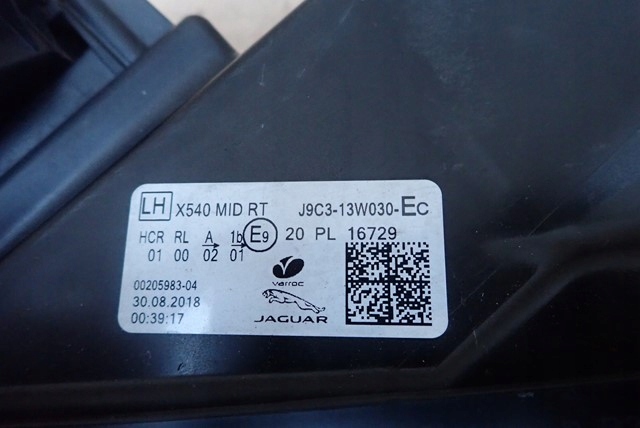 LH X540 MID RT J9C3-13W030-EC
HCR RL A 1b E9 20 PL 16729
01 00 02 01
00205983-04
30.08.2018
00:39:17
varroc
JAGUAR